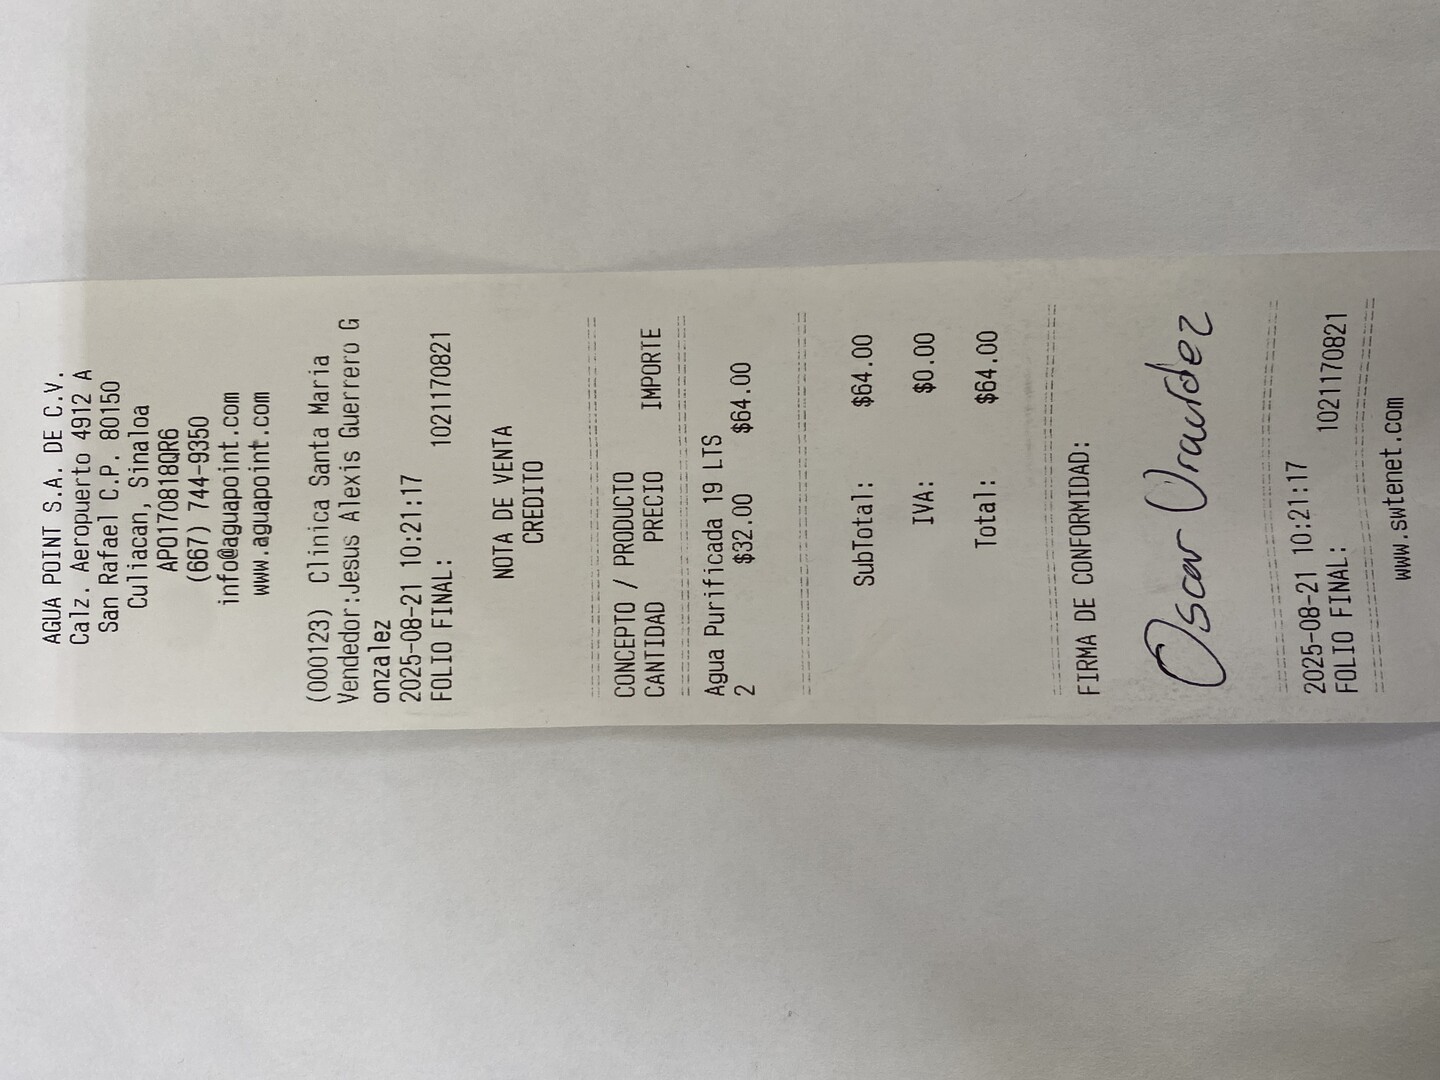 AGUA POINT S.A. DE C.V.
Calz. Aeropuerto 4912 A
San Rafael C.P. 80150
Culiacan, Sinaloa
APO170818QR6
(667) 744-9350
info@aguapoint.com
www.aguapoint.com
(000123) Clinica Santa Maria
Vendedor:Jesus Alexis Guerrero G
onzalez
2025-08-21 10:21:17
FOLIO FINAL: 1021170821
NOTA DE VENTA
CREDITO
CONCEPTO / PRODUCTO
CANTIDAD PRECIO IMPORTE
Agua Purificada 19 LTS
2 $32.00 $64.00
SubTotal: $64.00
IVA: $0.00
Total: $64.00
FIRMA DE CONFORMIDAD:
Oscar
2025-08-21 10:21:17
FOLIO FINAL: 1021170821
www.swtenet.com